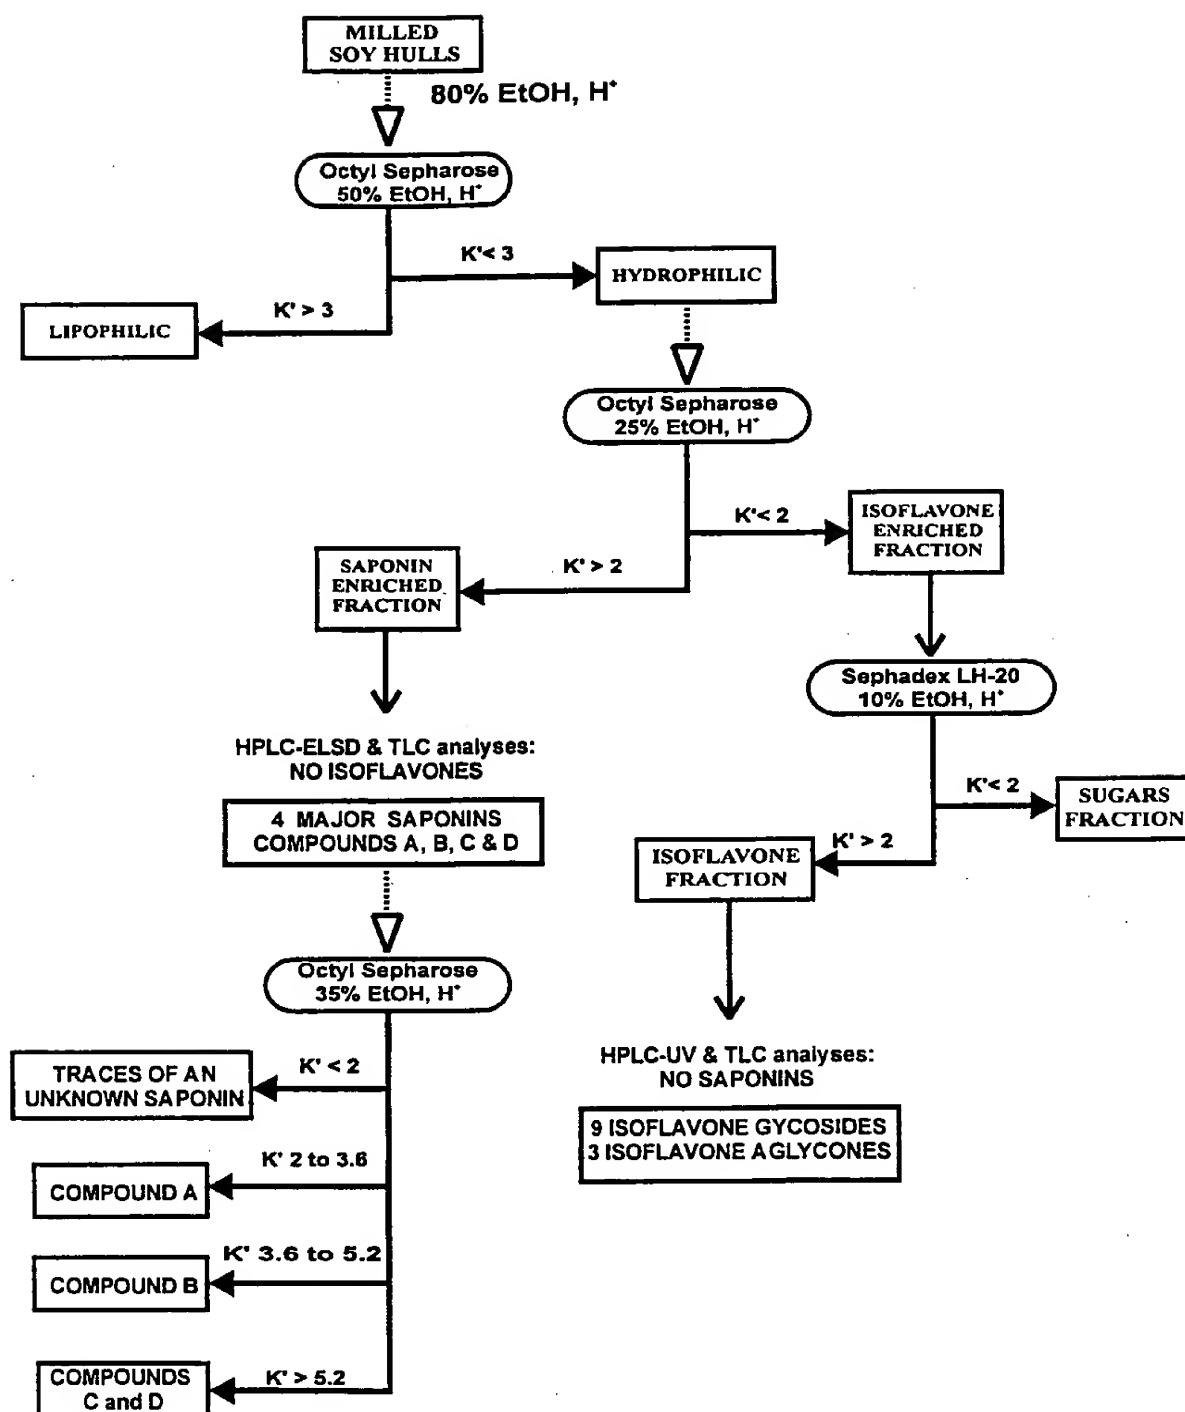 MILLED
SOY HULLS
80% EtOH, H⁺
Octyl Sepharose
50% EtOH, H⁺
K'< 3
HYDROPHILIC
K' > 3
LIPOPHILIC
Octyl Sepharose
25% EtOH, H⁺
K'< 2
ISOFLAVONE
ENRICHED
FRACTION
K' > 2
SAPONIN
ENRICHED
FRACTION
Sephadex LH-20
10% EtOH, H⁺
HPLC-ELSD & TLC analyses:
NO ISOFLAVONES
K'< 2
SUGARS
FRACTION
4 MAJOR SAPONINS
COMPOUNDS A, B, C & D
K' > 2
ISOFLAVONE
FRACTION
Octyl Sepharose
35% EtOH, H⁺
K' < 2
TRACES OF AN
UNKNOWN SAPONIN
HPLC-UV & TLC analyses:
NO SAPONINS
9 ISOFLAVONE GYCOSIDES
3 ISOFLAVONE AGLYCONES
K' 2 to 3.6
COMPOUND A
K' 3.6 to 5.2
COMPOUND B
K' > 5.2
COMPOUNDS
C and D